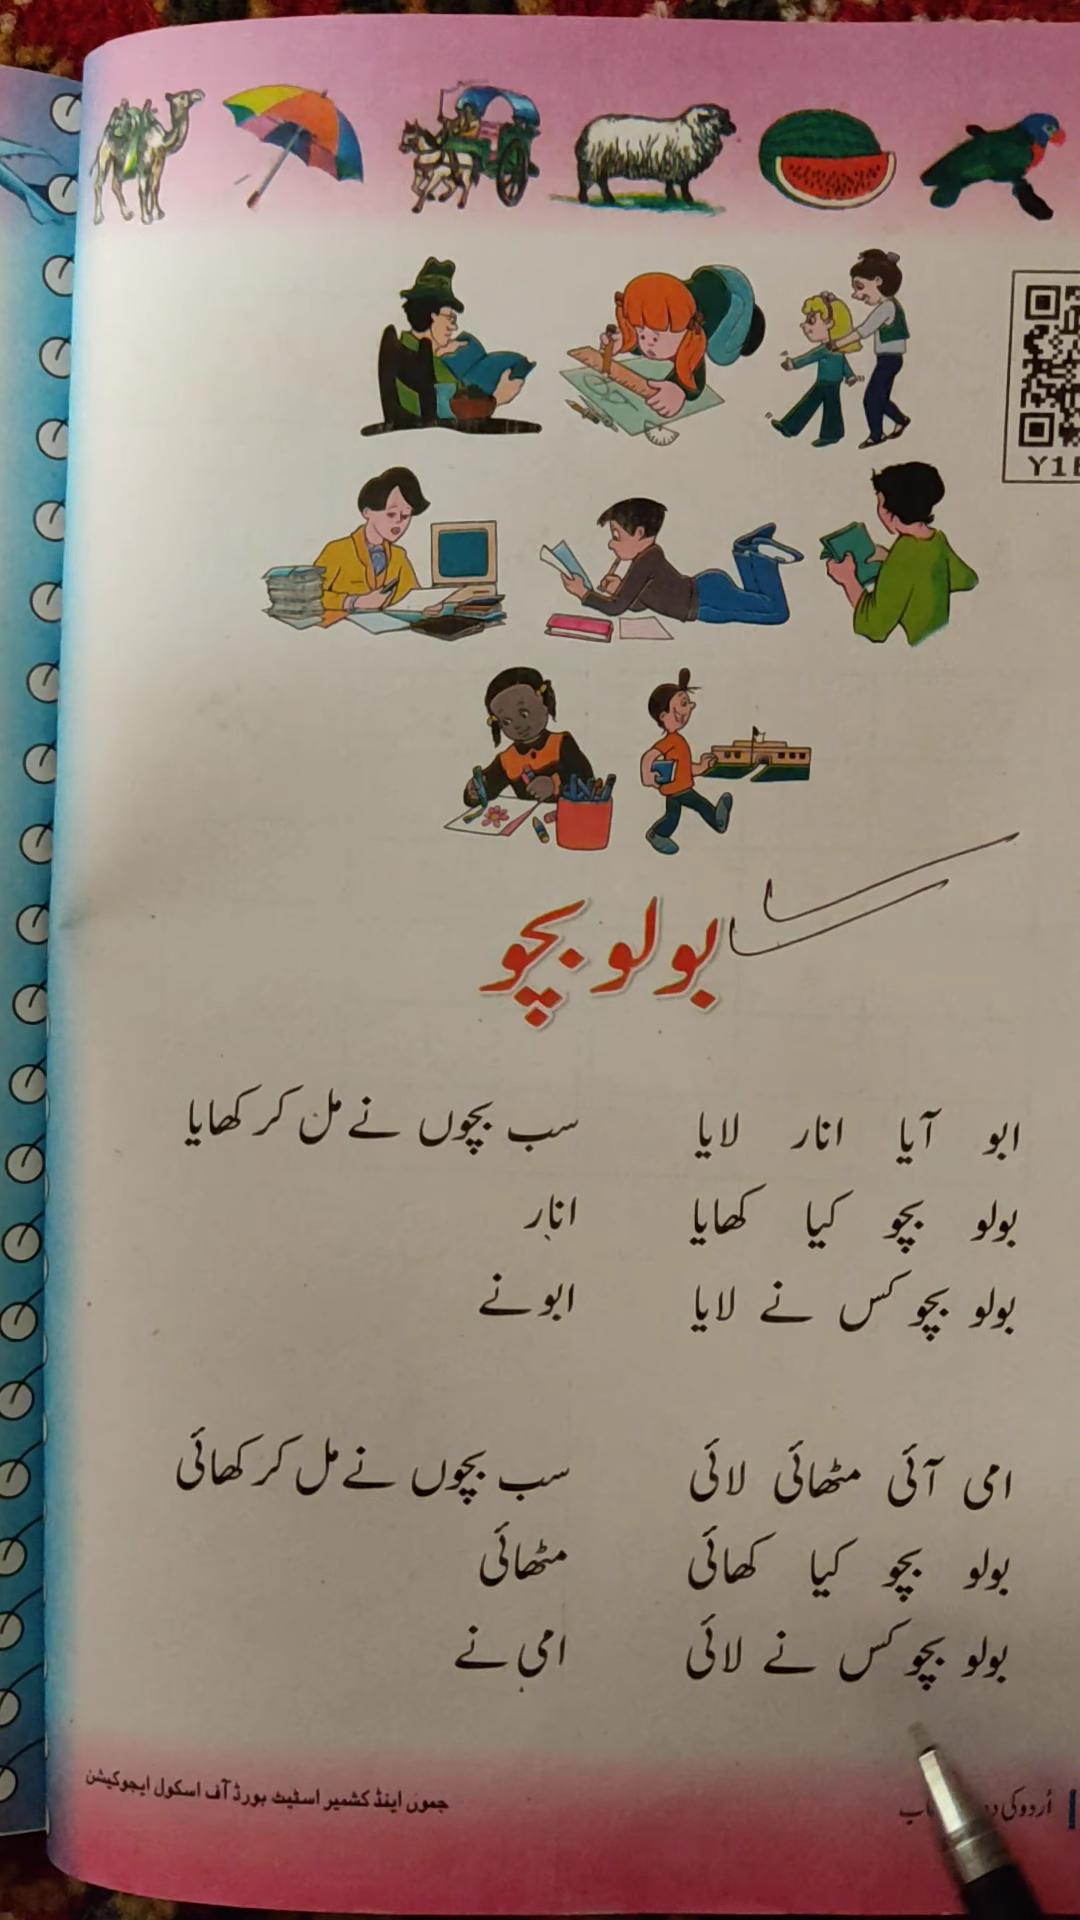 Y1
بولو بچو
ابو آیا انار لایا سب بچوں نے مل کر کھایا
بولو بچو کیا کھایا انار
بولو بچو کس نے لایا ابو نے
امی آئی مٹھائی لائی سب بچوں نے مل کر کھائی
بولو بچو کیا کھائی مٹھائی
بولو بچو کس نے لائی امی نے
اُردو کی
جموں اینڈ کشمیر اسٹیٹ بورڈ آف اسکول ایجوکیشن